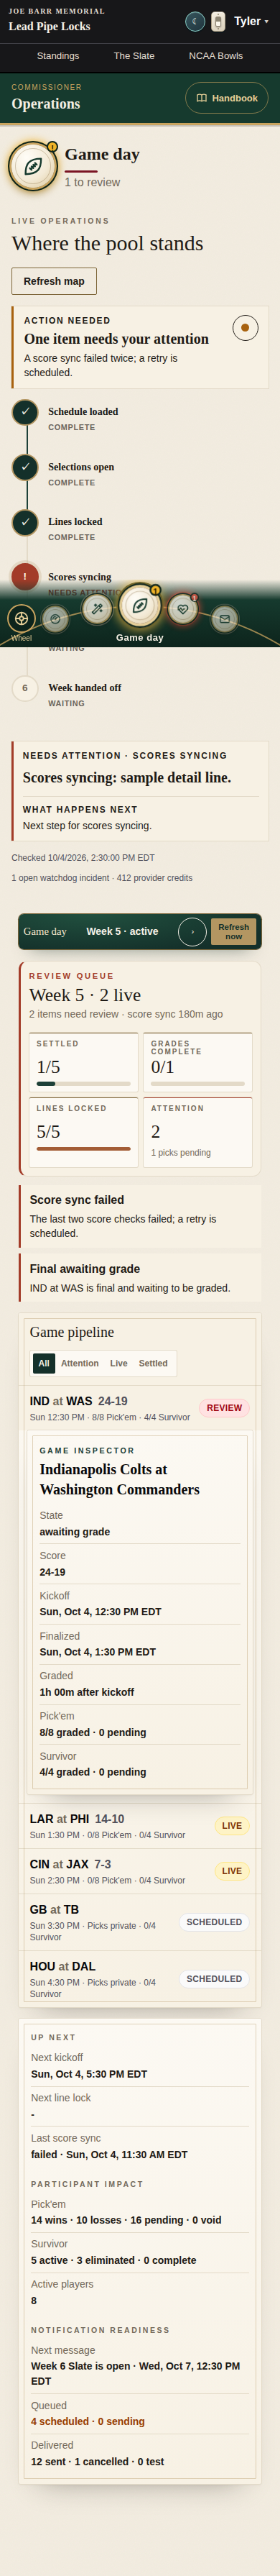 JOE BARR MEMORIAL
Lead Pipe Locks
Tyler
Standings The Slate NCAA Bowls
COMMISSIONER
Operations
Handbook
Game day
1 to review
LIVE OPERATIONS
Where the pool stands
Refresh map
ACTION NEEDED
One item needs your attention
A score sync failed twice; a retry is
scheduled.
Schedule loaded
COMPLETE
Selections open
COMPLETE
Lines locked
COMPLETE
! Scores syncing
NEEDS ATTENTION
Wheel
Game day
WAITING
6 Week handed off
WAITING
NEEDS ATTENTION · SCORES SYNCING
Scores syncing: sample detail line.
WHAT HAPPENS NEXT
Next step for scores syncing.
Checked 10/4/2026, 2:30:00 PM EDT
1 open watchdog incident · 412 provider credits
Game day Week 5 · active
Refresh
now
REVIEW QUEUE
Week 5 · 2 live
2 items need review · score sync 180m ago
SETTLED
1/5
GRADES
COMPLETE
0/1
LINES LOCKED
5/5
ATTENTION
2
1 picks pending
Score sync failed
The last two score checks failed; a retry is
scheduled.
Final awaiting grade
IND at WAS is final and waiting to be graded.
Game pipeline
All Attention Live Settled
IND at WAS 24-19
Sun 12:30 PM · 8/8 Pick'em · 4/4 Survivor
REVIEW
GAME INSPECTOR
Indianapolis Colts at
Washington Commanders
State
awaiting grade
Score
24-19
Kickoff
Sun, Oct 4, 12:30 PM EDT
Finalized
Sun, Oct 4, 1:30 PM EDT
Graded
1h 00m after kickoff
Pick'em
8/8 graded · 0 pending
Survivor
4/4 graded · 0 pending
LAR at PHI 14-10
Sun 1:30 PM · 0/8 Pick'em · 0/4 Survivor
LIVE
CIN at JAX 7-3
Sun 2:30 PM · 0/8 Pick'em · 0/4 Survivor
LIVE
GB at TB
Sun 3:30 PM · Picks private · 0/4
Survivor
SCHEDULED
HOU at DAL
Sun 4:30 PM · Picks private · 0/4
Survivor
SCHEDULED
UP NEXT
Next kickoff
Sun, Oct 4, 5:30 PM EDT
Next line lock
-
Last score sync
failed · Sun, Oct 4, 11:30 AM EDT
PARTICIPANT IMPACT
Pick'em
14 wins · 10 losses · 16 pending · 0 void
Survivor
5 active · 3 eliminated · 0 complete
Active players
8
NOTIFICATION READINESS
Next message
Week 6 Slate is open · Wed, Oct 7, 12:30 PM
EDT
Queued
4 scheduled · 0 sending
Delivered
12 sent · 1 cancelled · 0 test